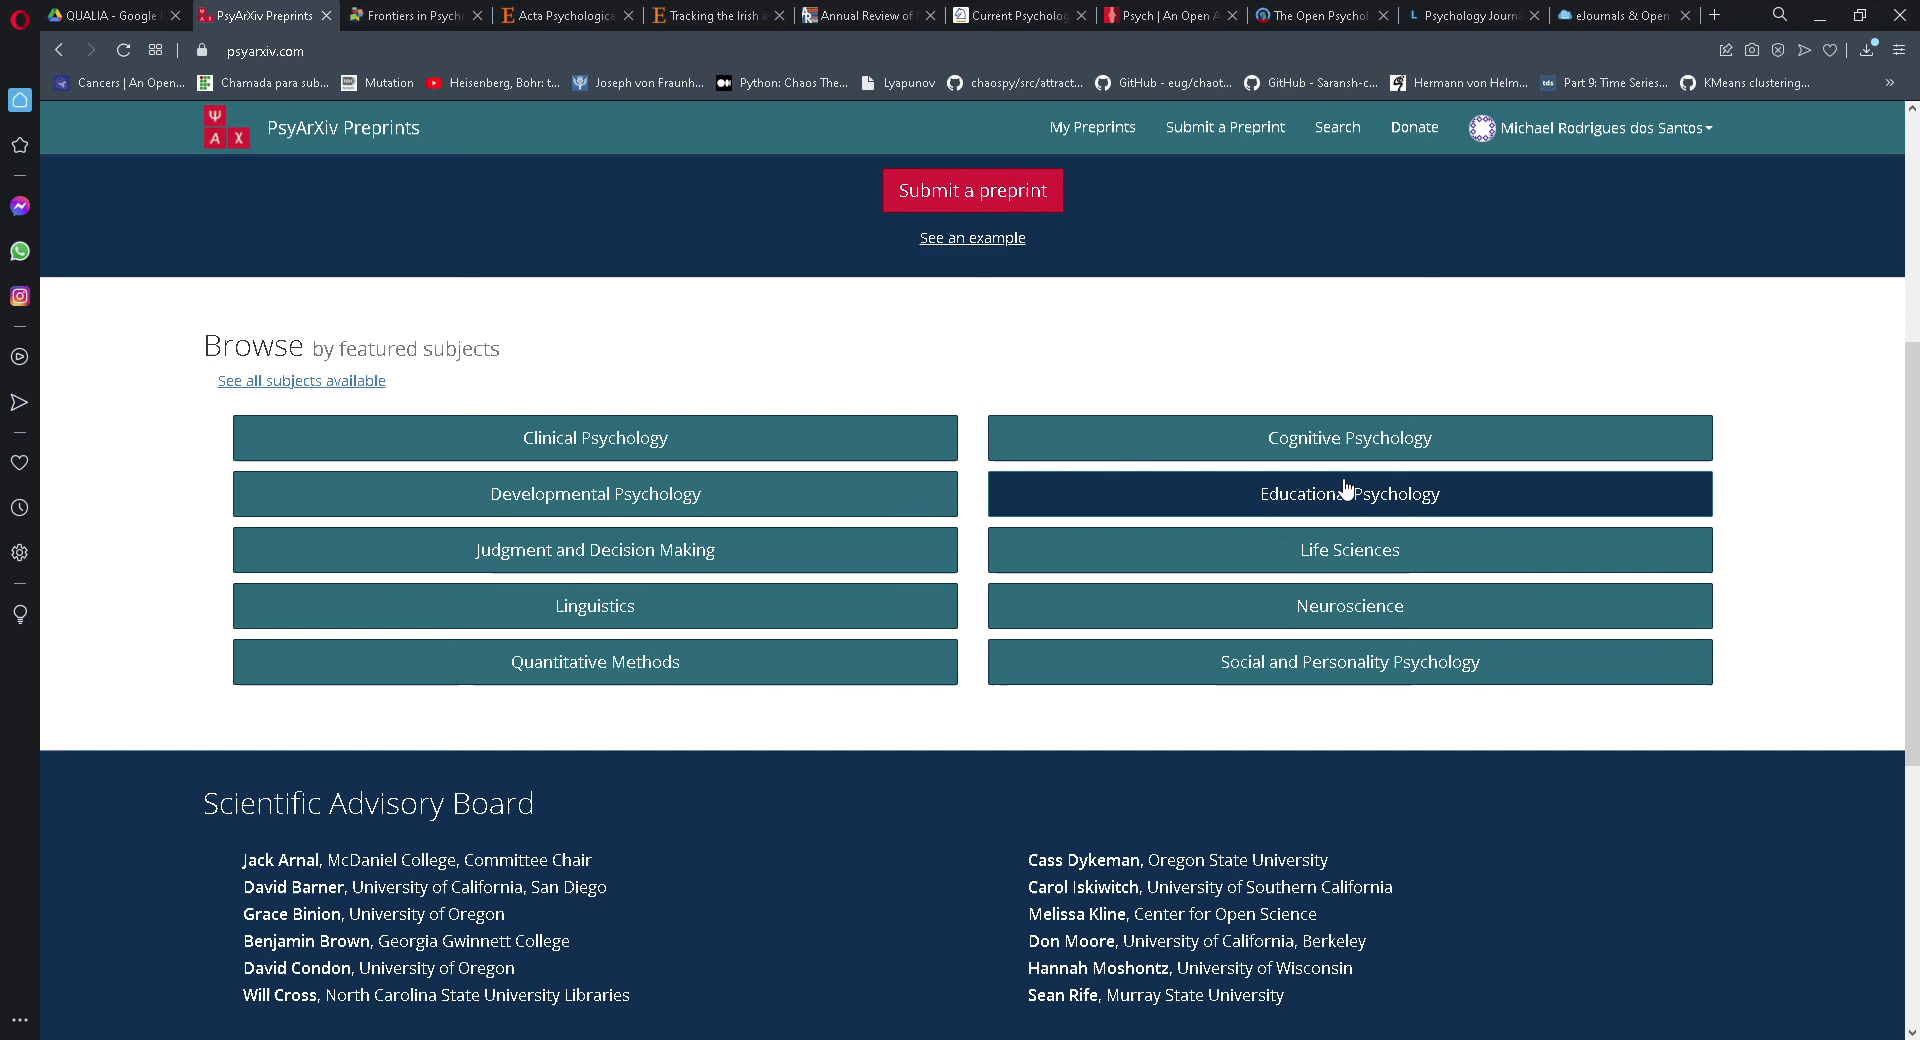 QUALIA - Google
PsyArXiv Preprints
Frontiers in Psych
Acta Psychologica
Tracking the Irish
Annual Review of
Current Psycholog
Psych | An Open A
The Open Psychol
L Psychology Journ
eJournals & Open
psyarxiv.com
Cancers | An Open...
Chamada para sub...
Mutation
Heisenberg, Bohr: t...
Joseph von Fraunh...
Python: Chaos The...
Lyapunov
chaospy/src/attract...
GitHub - eug/chaot...
GitHub - Saransh-c...
Hermann von Helm...
tds Part 9: Time Series...
KMeans clustering...
Ψ A X
PsyArXiv Preprints
My Preprints
Submit a Preprint
Search
Donate
Michael Rodrigues dos Santos
Submit a preprint
See an example
Browse by featured subjects
See all subjects available
Clinical Psychology
Cognitive Psychology
Developmental Psychology
Educational Psychology
Judgment and Decision Making
Life Sciences
Linguistics
Neuroscience
Quantitative Methods
Social and Personality Psychology
Scientific Advisory Board
Jack Arnal, McDaniel College, Committee Chair
David Barner, University of California, San Diego
Grace Binion, University of Oregon
Benjamin Brown, Georgia Gwinnett College
David Condon, University of Oregon
Will Cross, North Carolina State University Libraries
Cass Dykeman, Oregon State University
Carol Iskiwitch, University of Southern California
Melissa Kline, Center for Open Science
Don Moore, University of California, Berkeley
Hannah Moshontz, University of Wisconsin
Sean Rife, Murray State University